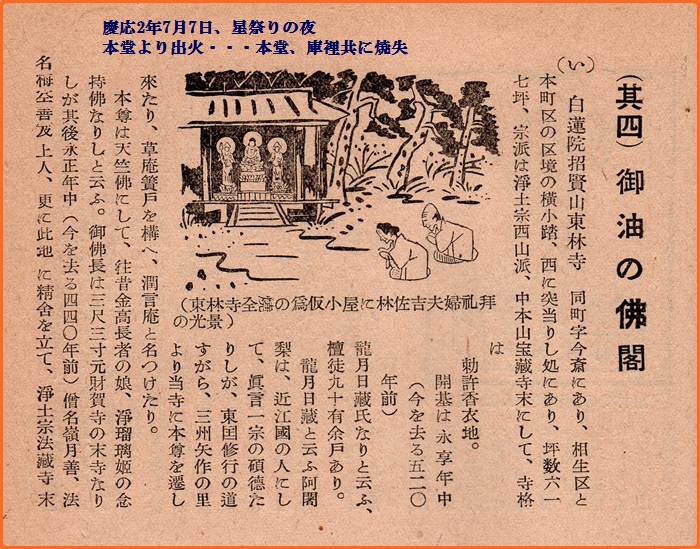 慶応2年7月7日、星祭りの夜
本堂より出火・・・本堂、庫裡共に焼失
(其四) 御油の佛閣
(い) 白蓮院招賢山東林寺 同町字今斎にあり、相生区と
本町区の区境の横小路、西に突当りし処にあり、坪数六一
七坪、宗派は淨土宗西山派、中本山宝蔵寺末にして、寺格
は
勅許香衣地。
開基は永享年中
(今を去る五二〇
年前)
龍月日藏氏なりと云ふ、
檀徒九十有余戸あり。
龍月日藏と云ふ阿闍
梨は、近江國の人にし
て、眞言一宗の碩徳た
りしが、東国修行の道
すがら、三州矢作の里
より当寺に本尊を遷し
(東林寺全燒の爲仮小屋に林佐吉夫婦礼拜
の光景)
來たり、草庵簀戸を構へ、潤言庵と名つけたり。
本尊は天竺佛にして、往昔金高長者の娘、淨瑠璃姫の念
持佛なりしと云ふ。御佛長は三尺三寸元財賀寺の末寺なり
しが其後永正年中(今を去る四四〇年前)僧名嶺月善、法
名 上人、更に此地に精舎を立て、淨土宗法藏寺末